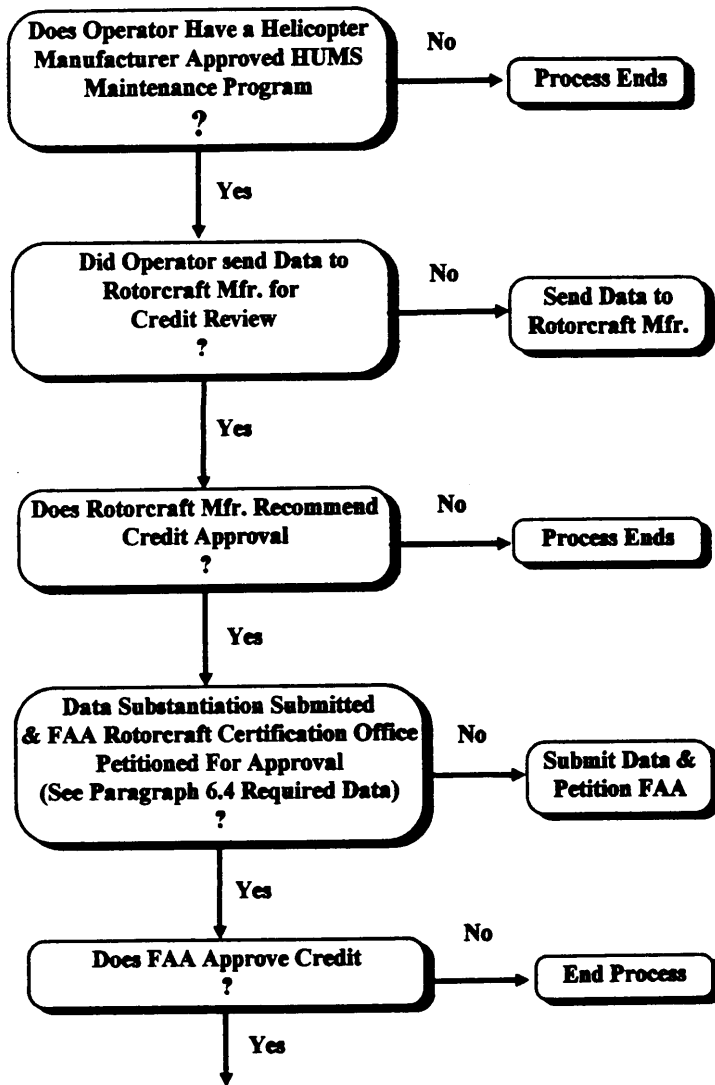 Does Operator Have a Helicopter
Manufacturer Approved HUMS
Maintenance Program
?
No
Process Ends
Yes
Did Operator send Data to
Rotorcraft Mfr. for
Credit Review
?
No
Send Data to
Rotorcraft Mfr.
Yes
Does Rotorcraft Mfr. Recommend
Credit Approval
?
No
Process Ends
Yes
Data Substantiation Submitted
& FAA Rotorcraft Certification Office
Petitioned For Approval
(See Paragraph 6.4 Required Data)
?
No
Submit Data &
Petition FAA
Yes
Does FAA Approve Credit
?
No
End Process
Yes